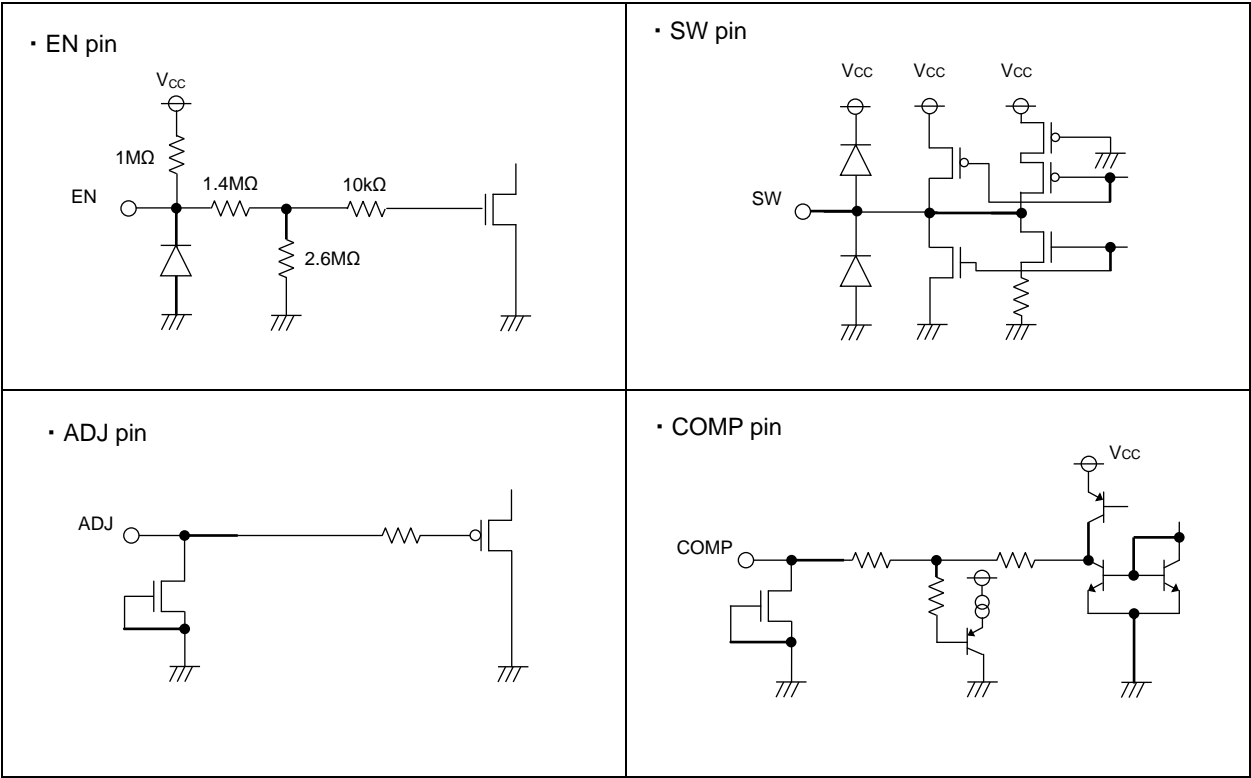 ・EN pin
VCC
1MΩ
EN
1.4MΩ
10kΩ
2.6MΩ
・SW pin
VCC
VCC
VCC
SW
・ADJ pin
ADJ
・COMP pin
VCC
COMP